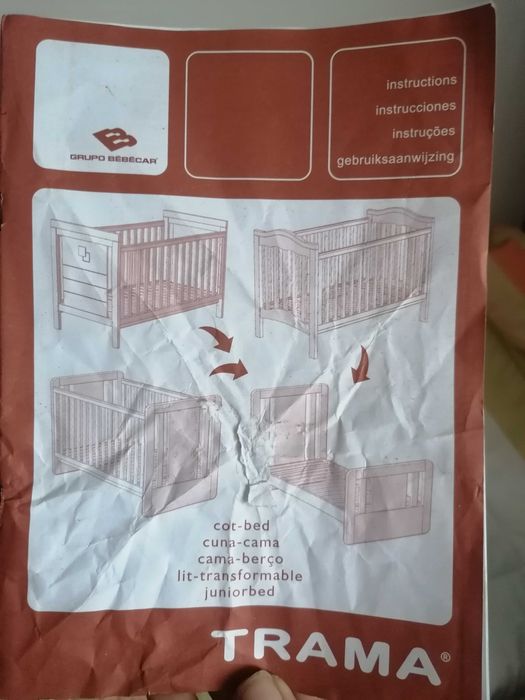 GRUPO BÉBÉCAR
instructions
instrucciones
instruções
gebruiksaanwijzing
cot-bed
cuna-cama
cama-berço
lit-transformable
juniorbed
TRAMA®